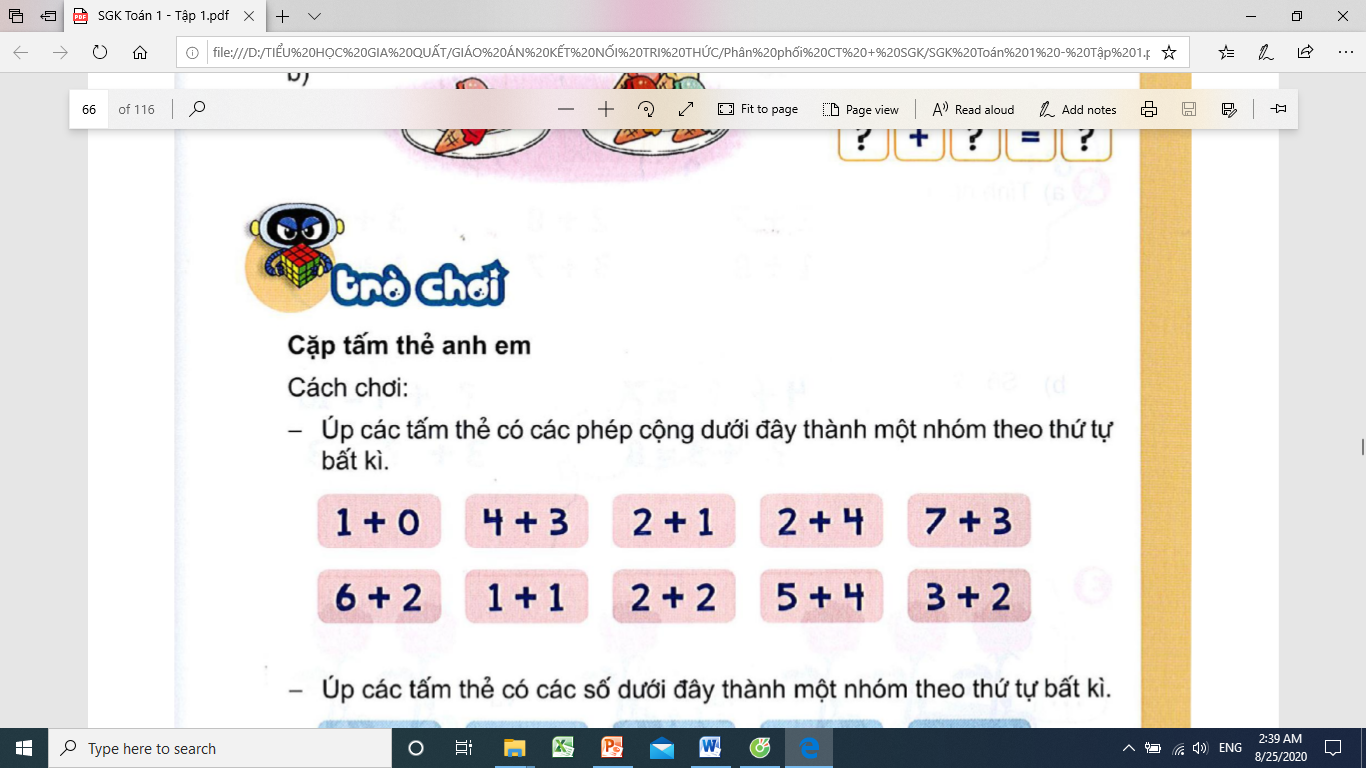 SGK Toán 1 - Tập 1.pdf
file:///D:/TIỂU%20HỌC%20GIA%20QUẤT/GIÁO%20ÁN%20KẾT%20NỐI%20TRI%20THỨC/Phân%20phối%20CT%20+%20SGK/SGK%20Toán%201%20-%20Tập%201.p
b)
66 of 116 Fit to page Page view Read aloud Add notes
? + ? = ?
trò chơi
Cặp tấm thẻ anh em
Cách chơi:
– Úp các tấm thẻ có các phép cộng dưới đây thành một nhóm theo thứ tự
bất kì.
1 + 0 4 + 3 2 + 1 2 + 4 7 + 3
6 + 2 1 + 1 2 + 2 5 + 4 3 + 2
– Úp các tấm thẻ có các số dưới đây thành một nhóm theo thứ tự bất kì.
Type here to search
ENG
2:39 AM
8/25/2020